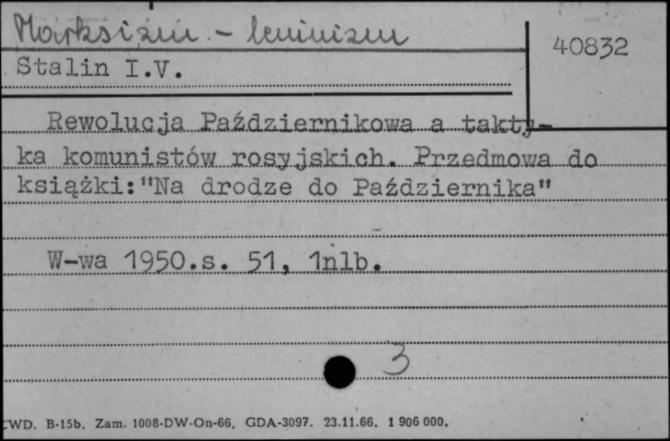 Marksizm - leninizm
40832
Stalin I.V.
Rewolucja Październikowa a takty-
ka komunistów rosyjskich. Przedmowa do
książki:"Na drodze do Października"
W-wa 1950.s. 51, 1nlb.
3
CWD. B-15b. Zam. 1008-DW-On-66. GDA-3097. 23.11.66. 1 906 000.